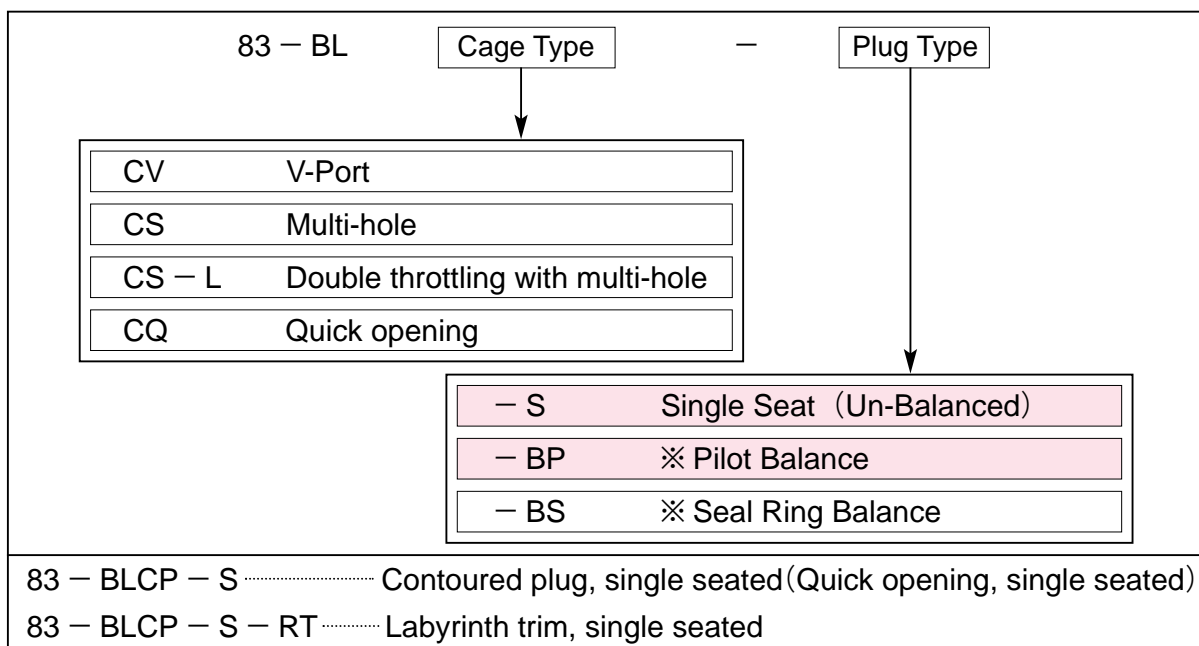 83 － BL Cage Type － Plug Type
CV V-Port
CS Multi-hole
CS － L Double throttling with multi-hole
CQ Quick opening
－ S Single Seat（Un-Balanced）
－ BP ※ Pilot Balance
－ BS ※ Seal Ring Balance
83 － BLCP － S ········· Contoured plug, single seated（Quick opening, single seated）
83 － BLCP － S － RT ········· Labyrinth trim, single seated